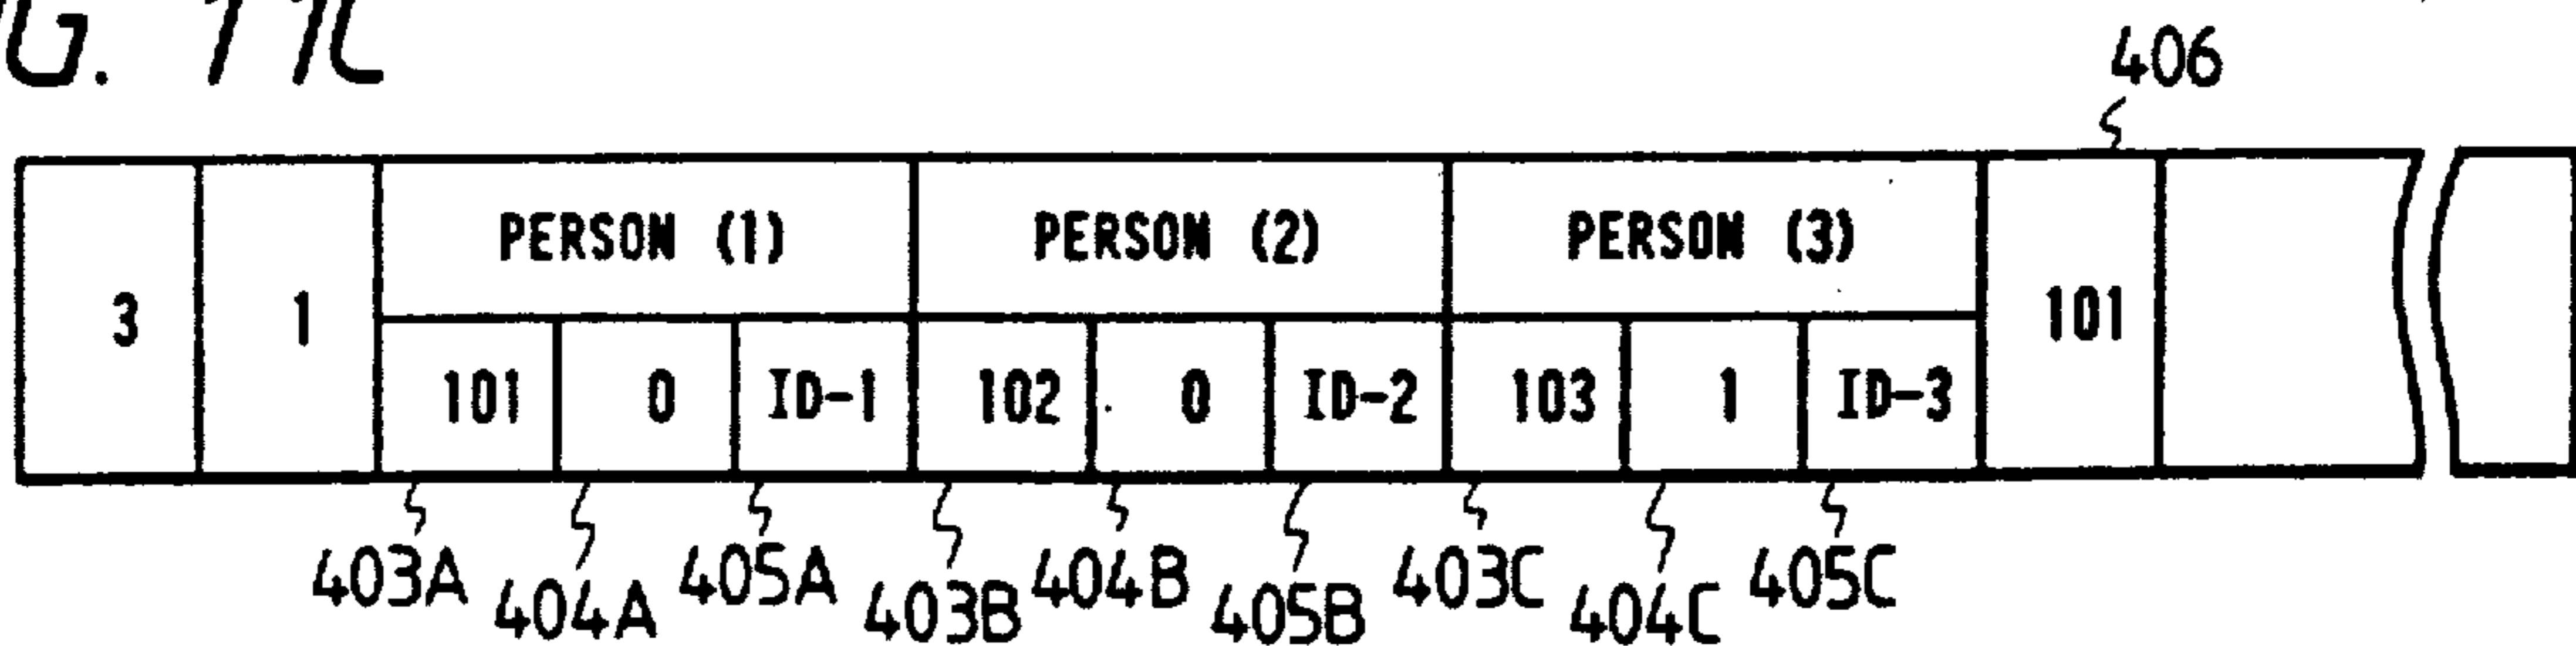 G. 11C
406
PERSON (1) PERSON (2) PERSON (3)
3 1 101
101 0 ID-1 102 0 ID-2 103 1 ID-3
403A 404A 405A 403B 404B 405B 403C 404C 405C